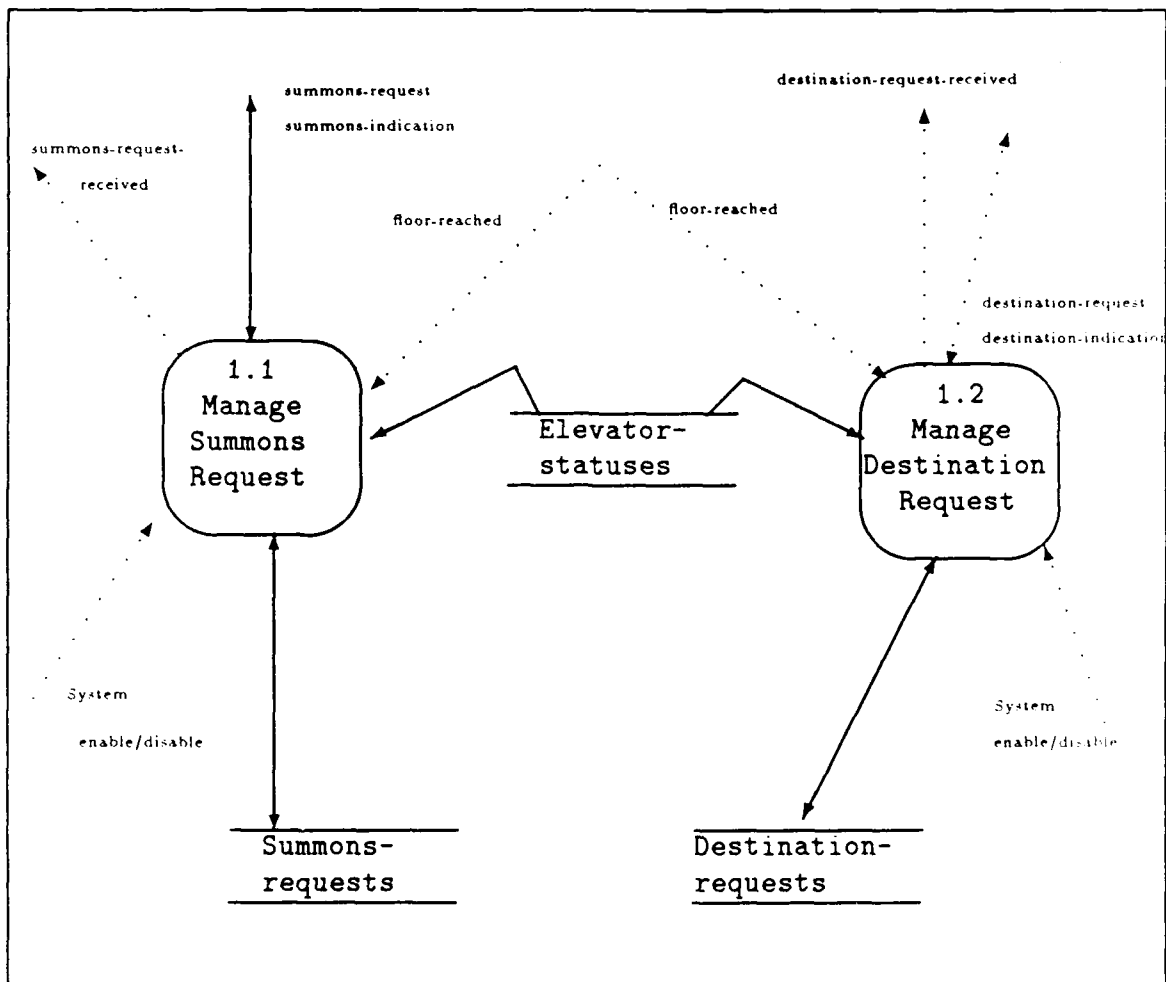 destination-request-received
summons-request
summons-indication
summons-request-
received
floor-reached
floor-reached
destination-request
destination-indication
1.1
Manage
Summons
Request
Elevator-
statuses
1.2
Manage
Destination
Request
System
enable/disable
System
enable/disable
Summons-
requests
Destination-
requests